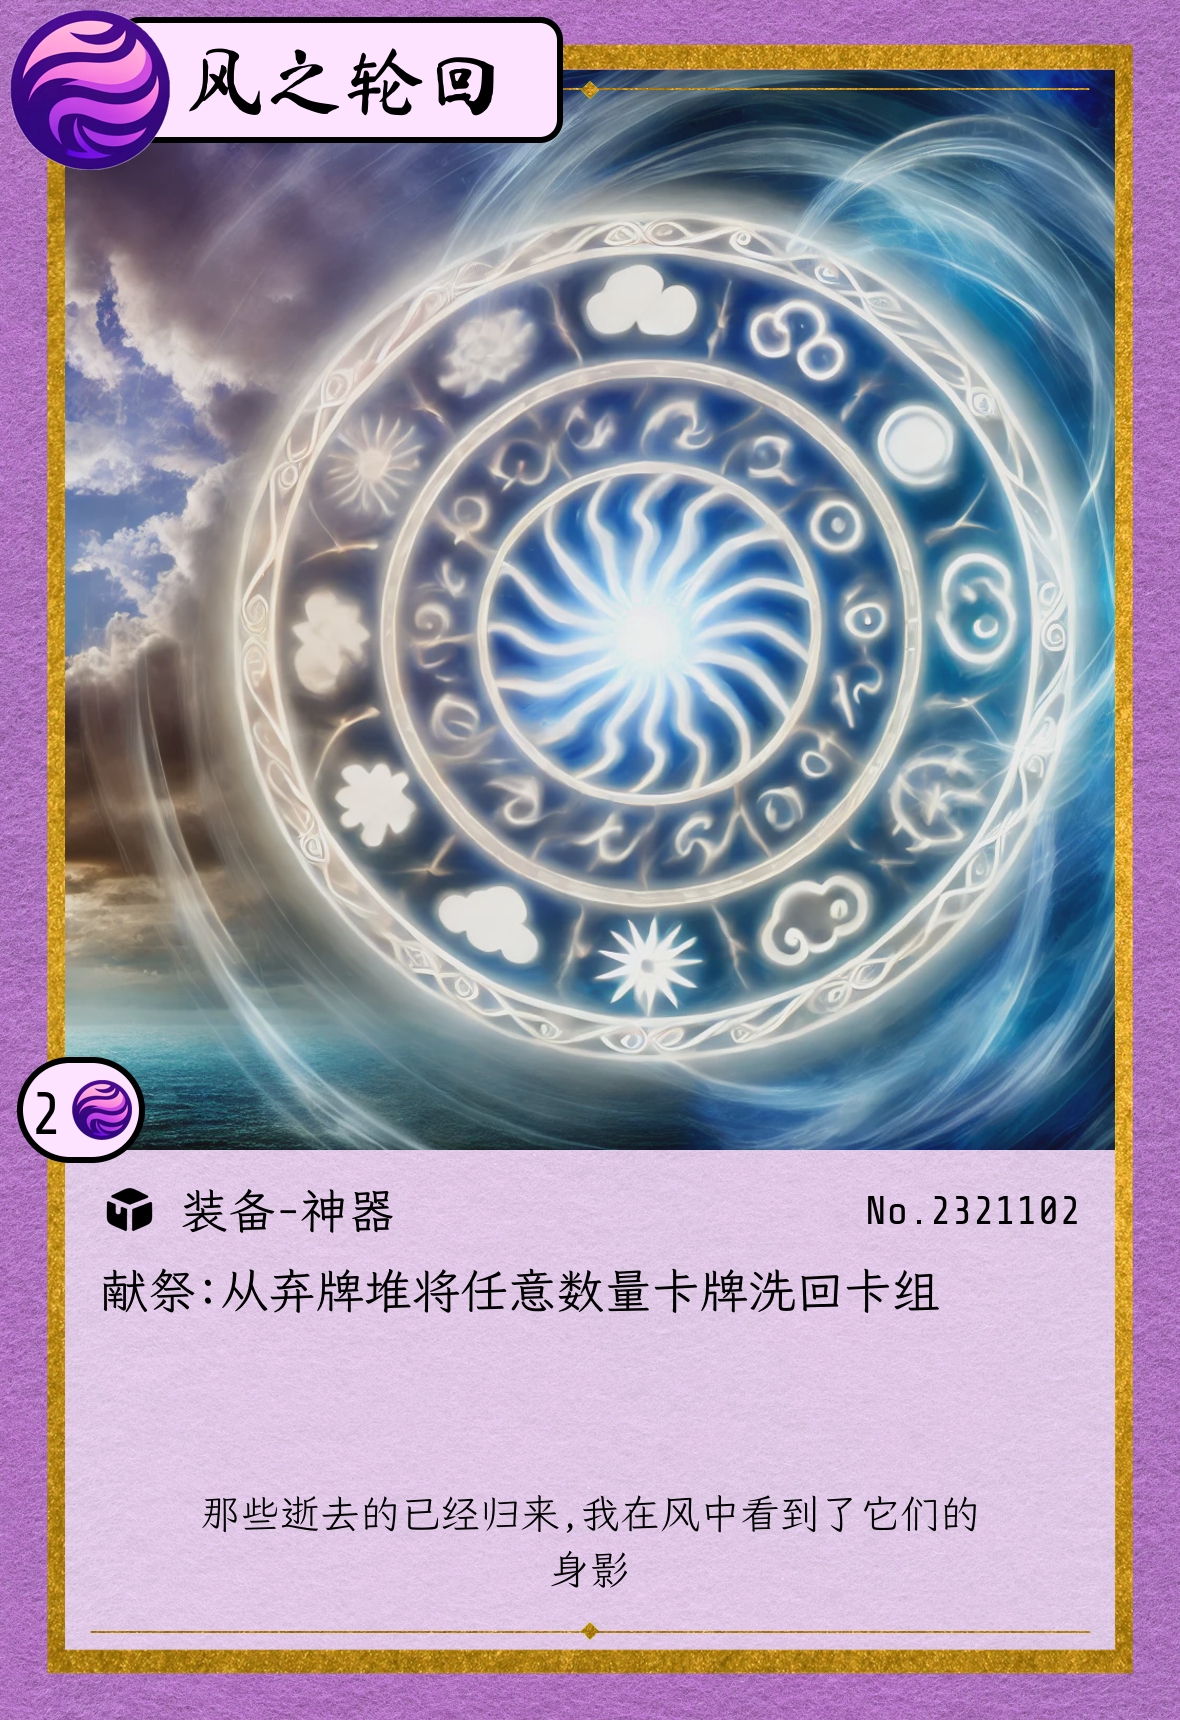 风之轮回
2
装备-神器
No.2321102
献祭:从弃牌堆将任意数量卡牌洗回卡组
那些逝去的已经归来,我在风中看到了它们的
身影